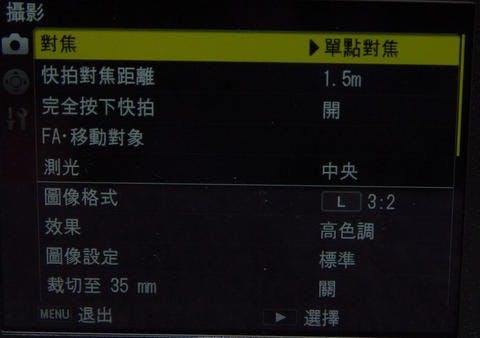 攝影
對焦 ▶單點對焦
快拍對焦距離 1.5m
完全按下快拍 開
FA·移動對象
測光 中央
圖像格式 L 3:2
效果 高色調
圖像設定 標準
裁切至 35 mm 關
MENU 退出 ▶ 選擇